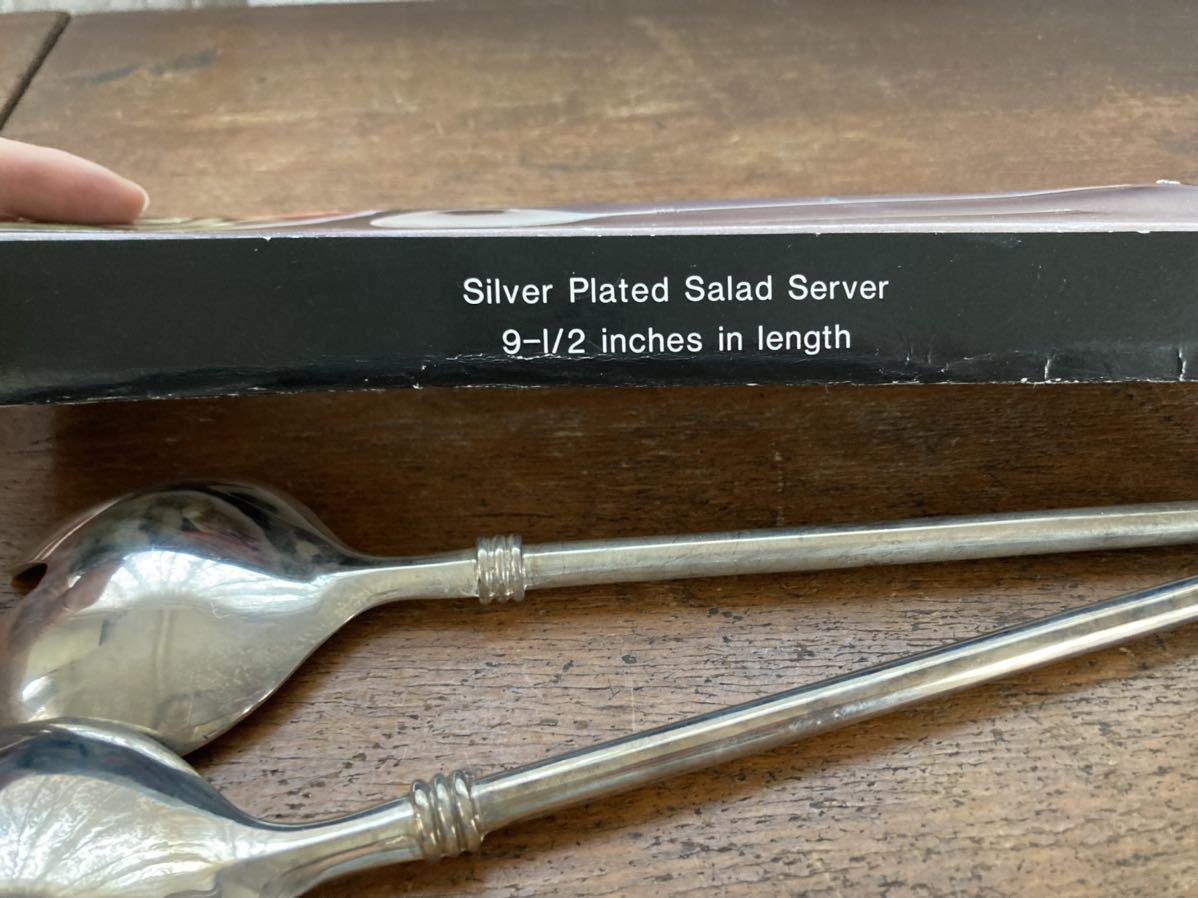 Silver Plated Salad Server
9-1/2 inches in length